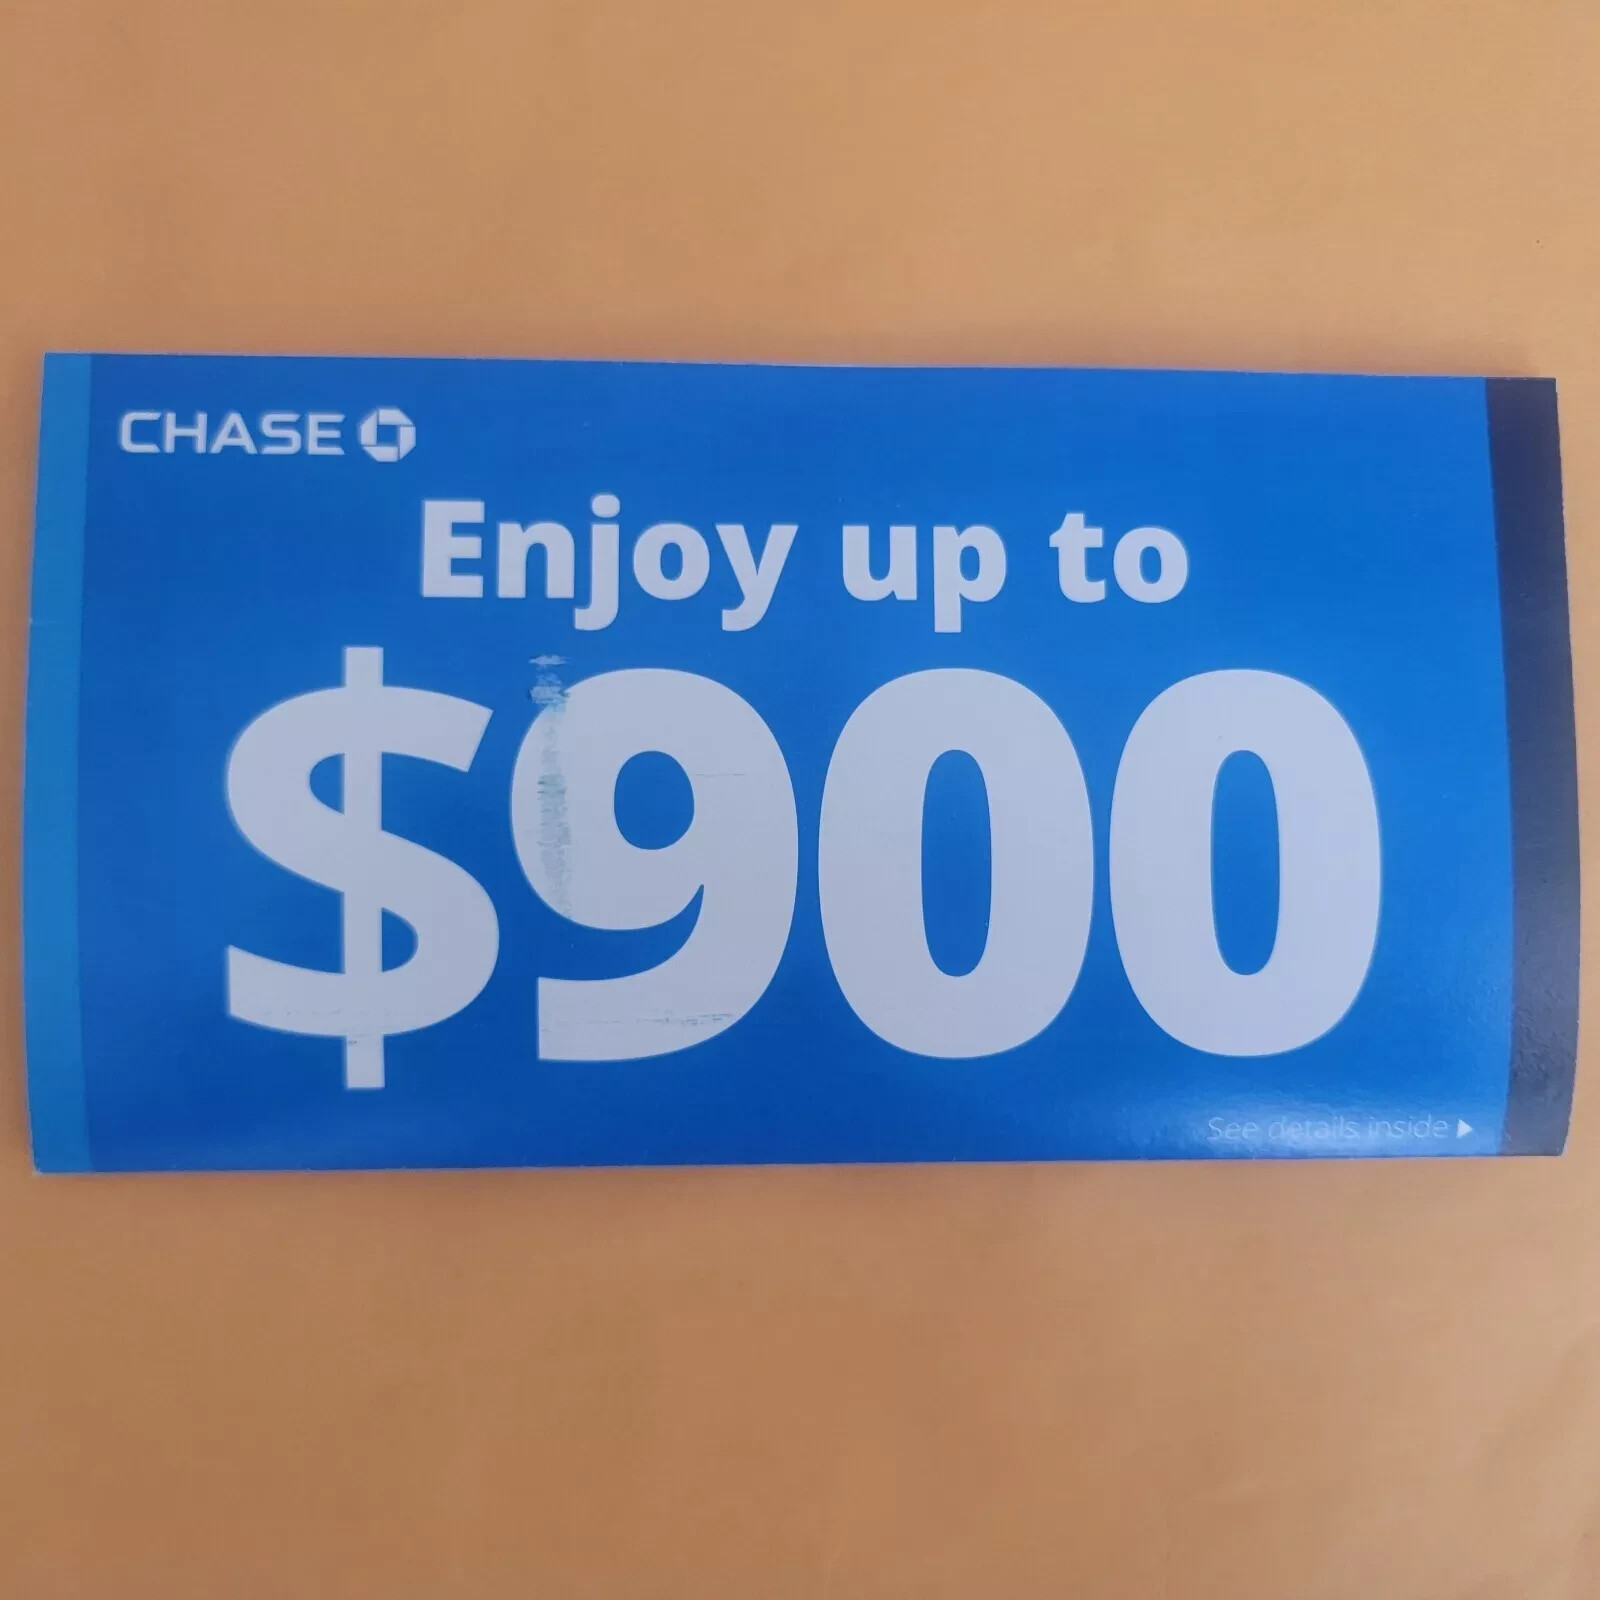 CHASE
Enjoy up to
$900
See details inside